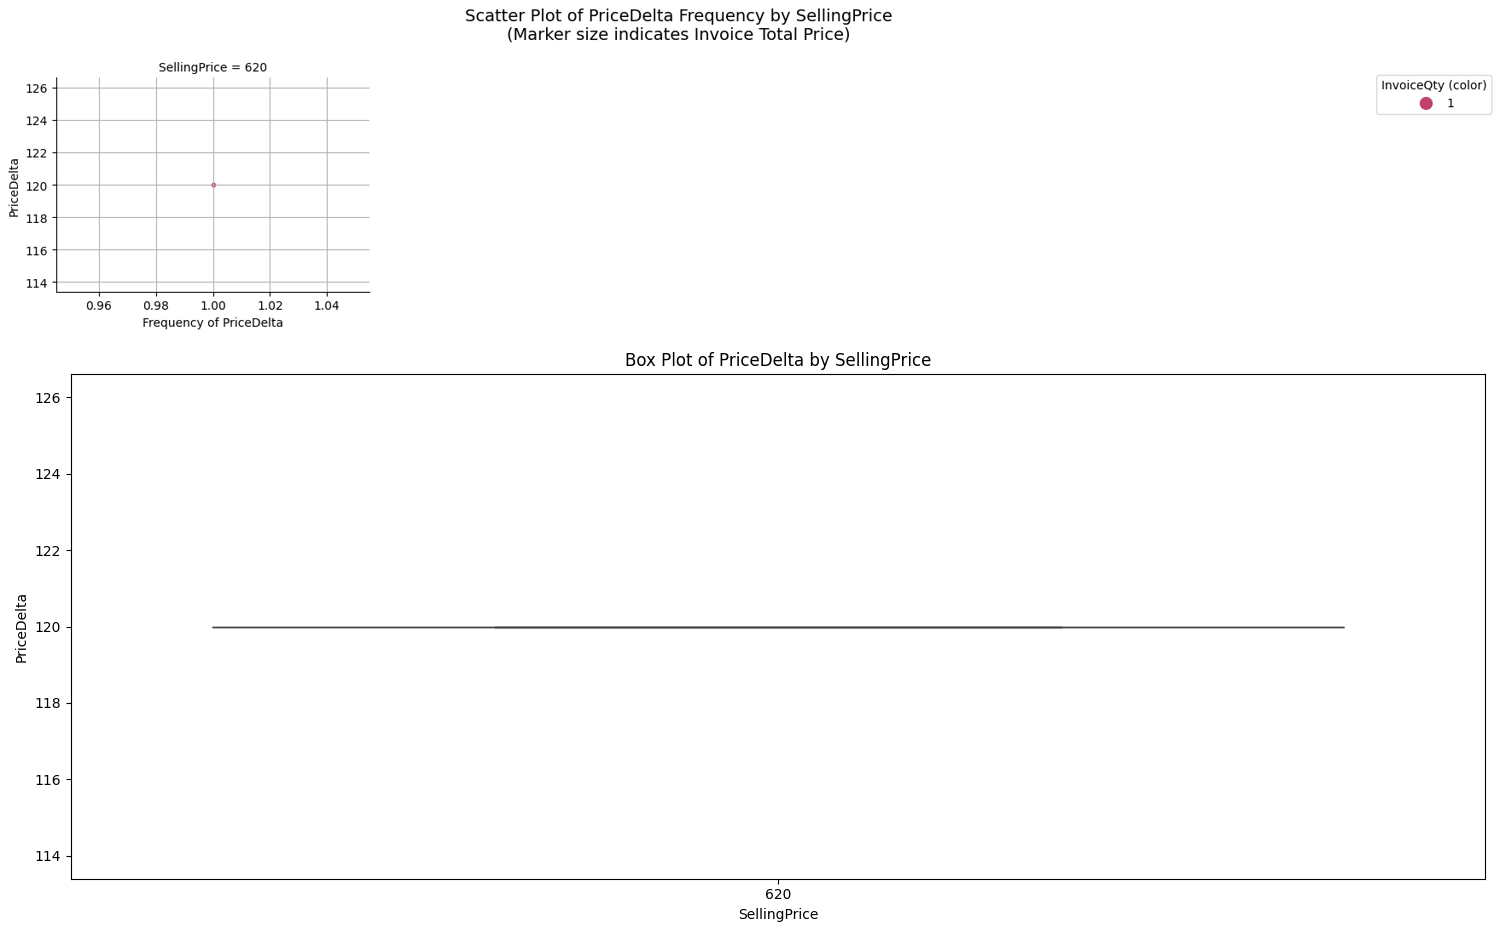 Scatter Plot of PriceDelta Frequency by SellingPrice
(Marker size indicates Invoice Total Price)
SellingPrice = 620
126
124
122
120
118
116
114
PriceDelta
0.96 0.98 1.00 1.02 1.04
Frequency of PriceDelta
InvoiceQty (color)
1
Box Plot of PriceDelta by SellingPrice
126
124
122
120
118
116
114
PriceDelta
620
SellingPrice